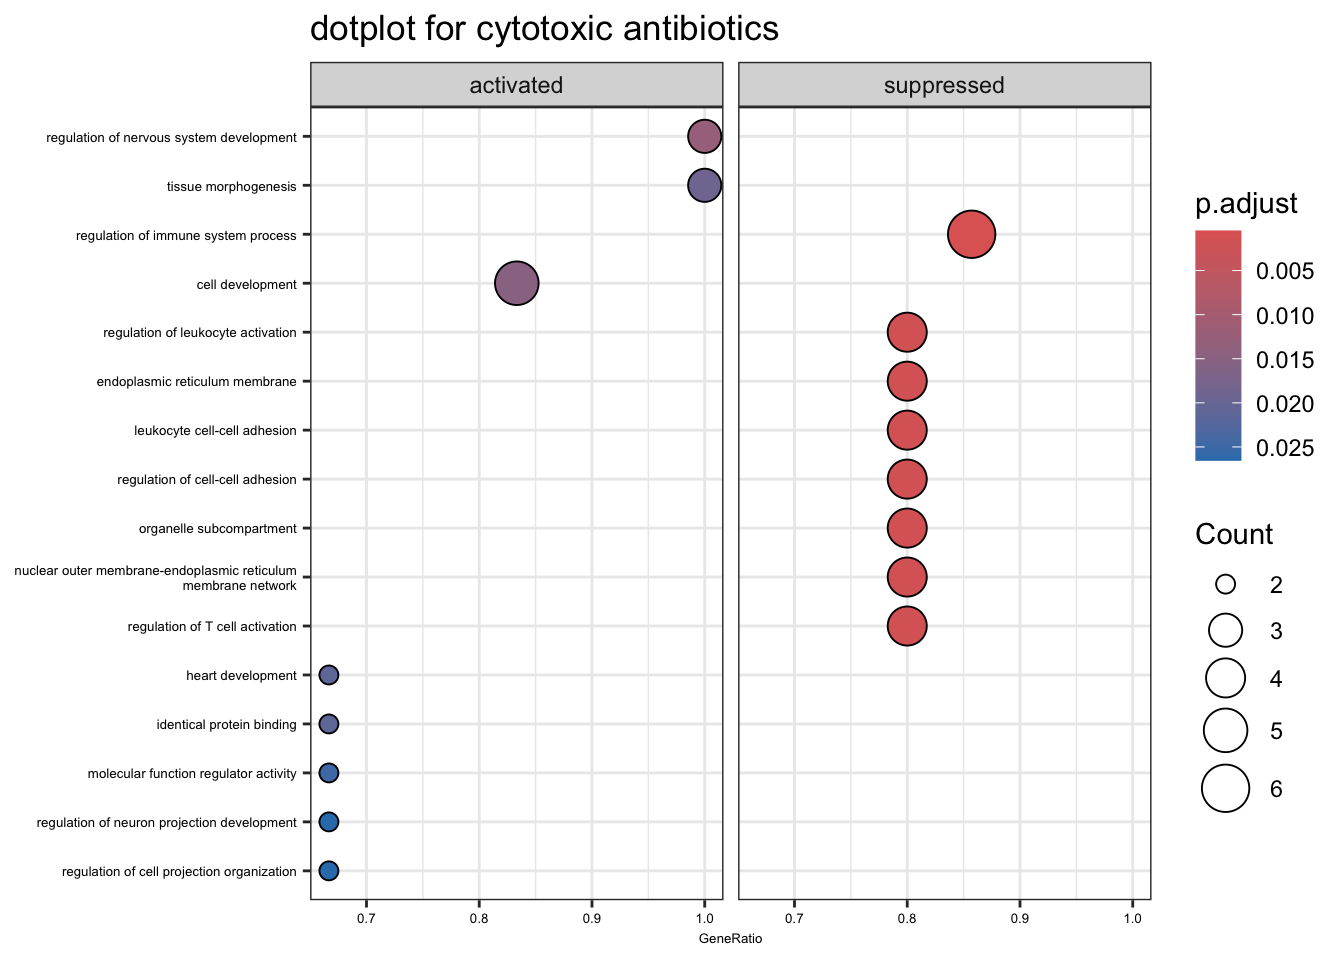 dotplot for cytotoxic antibiotics
activated
suppressed
regulation of nervous system development
tissue morphogenesis
regulation of immune system process
cell development
regulation of leukocyte activation
endoplasmic reticulum membrane
leukocyte cell-cell adhesion
regulation of cell-cell adhesion
organelle subcompartment
nuclear outer membrane-endoplasmic reticulum
membrane network
regulation of T cell activation
heart development
identical protein binding
molecular function regulator activity
regulation of neuron projection development
regulation of cell projection organization
0.7
0.8
0.9
1.0
0.7
0.8
0.9
1.0
GeneRatio
p.adjust
0.005
0.010
0.015
0.020
0.025
Count
2
3
4
5
6